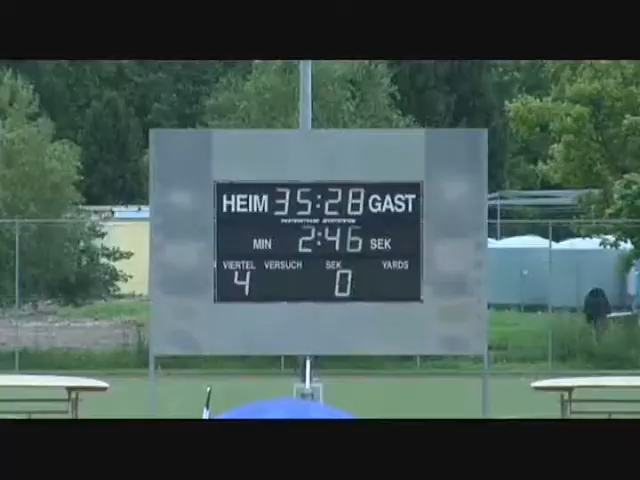 HEIM 35:28 GAST
MIN 2:46 SEK
VIERTEL VERSUCH SEK YARDS
4 0